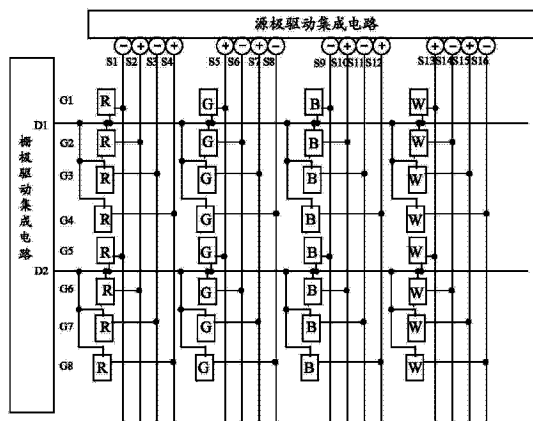 源极驱动集成电路
− + − + + − + − − + − + + − + −
S1 S2 S3 S4 S5 S6 S7 S8 S9 S10 S11 S12 S13 S14 S15 S16
栅极驱动集成电路
G1 R G B W
D1
G2 R G B W
G3 R G B W
G4 R G B W
G5 R G B W
D2
G6 R G B W
G7 R G B W
G8 R G B W